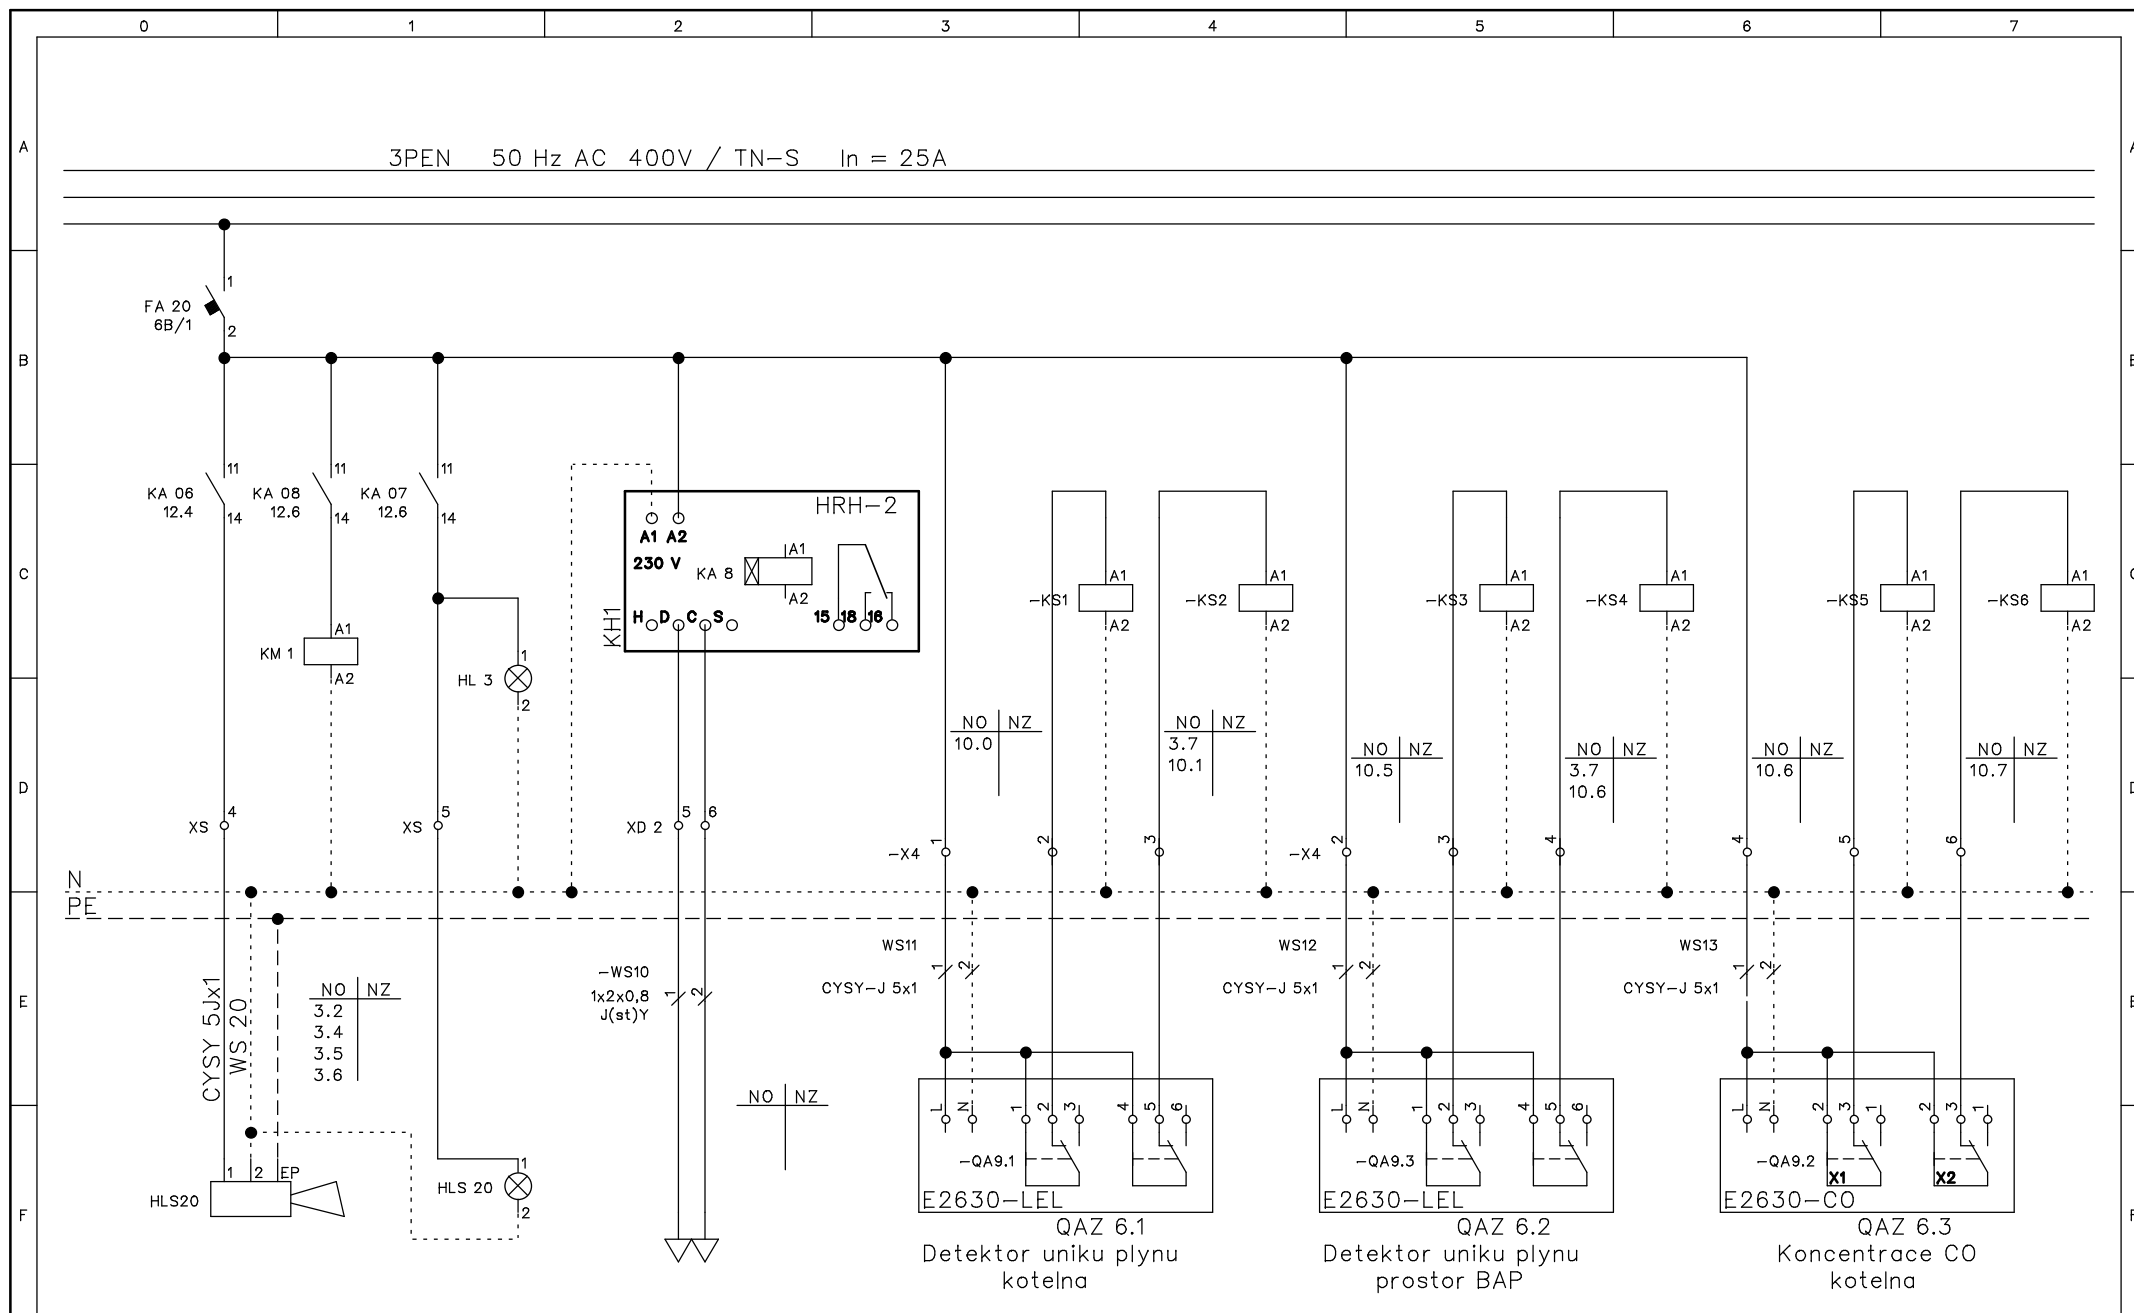 0 1 2 3 4 5 6 7
A
3PEN 50 Hz AC 400V / TN-S In = 25A
1
FA 20
6B/1
2
B
11 11 11
KA 06 KA 08 KA 07
12.4 12.6 12.6
14 14 14
HRH-2
A1 A2
230 V
KA 8
A1
A2
H D C S 15 18 16
KH1
C
A1 A1 A1 A1 A1 A1
-KS1 -KS2 -KS3 -KS4 -KS5 -KS6
A2 A2 A2 A2 A2 A2
A1
KM 1
A2
1
HL 3
2
NO NZ
10.0
NO NZ
3.7
10.1
NO NZ
10.5
NO NZ
3.7
10.6
NO NZ
10.6
NO NZ
10.7
D
XS 4
XS 5
XD 2 5 6
-X4 1 2 3
-X4 2 3 4
4 5 6
N
PE
WS11
CYSY-J 5x1
1 2
WS12
CYSY-J 5x1
1 2
WS13
CYSY-J 5x1
1 2
-WS10
1x2x0,8
J(st)Y
1 2
E
CYSY 5Jx1
WS 20
NO NZ
3.2
3.4
3.5
3.6
NO NZ
L N 1 2 3 4 5 6
-QA9.1
E2630-LEL
L N 1 2 3 4 5 6
-QA9.3
E2630-LEL
L N 2 3 1 2 3 1
-QA9.2
X1 X2
E2630-CO
F
1 2 EP
HLS20
1
HLS 20
2
QAZ 6.1
Detektor uniku plynu
kotelna
QAZ 6.2
Detektor uniku plynu
prostor BAP
QAZ 6.3
Koncentrace CO
kotelna